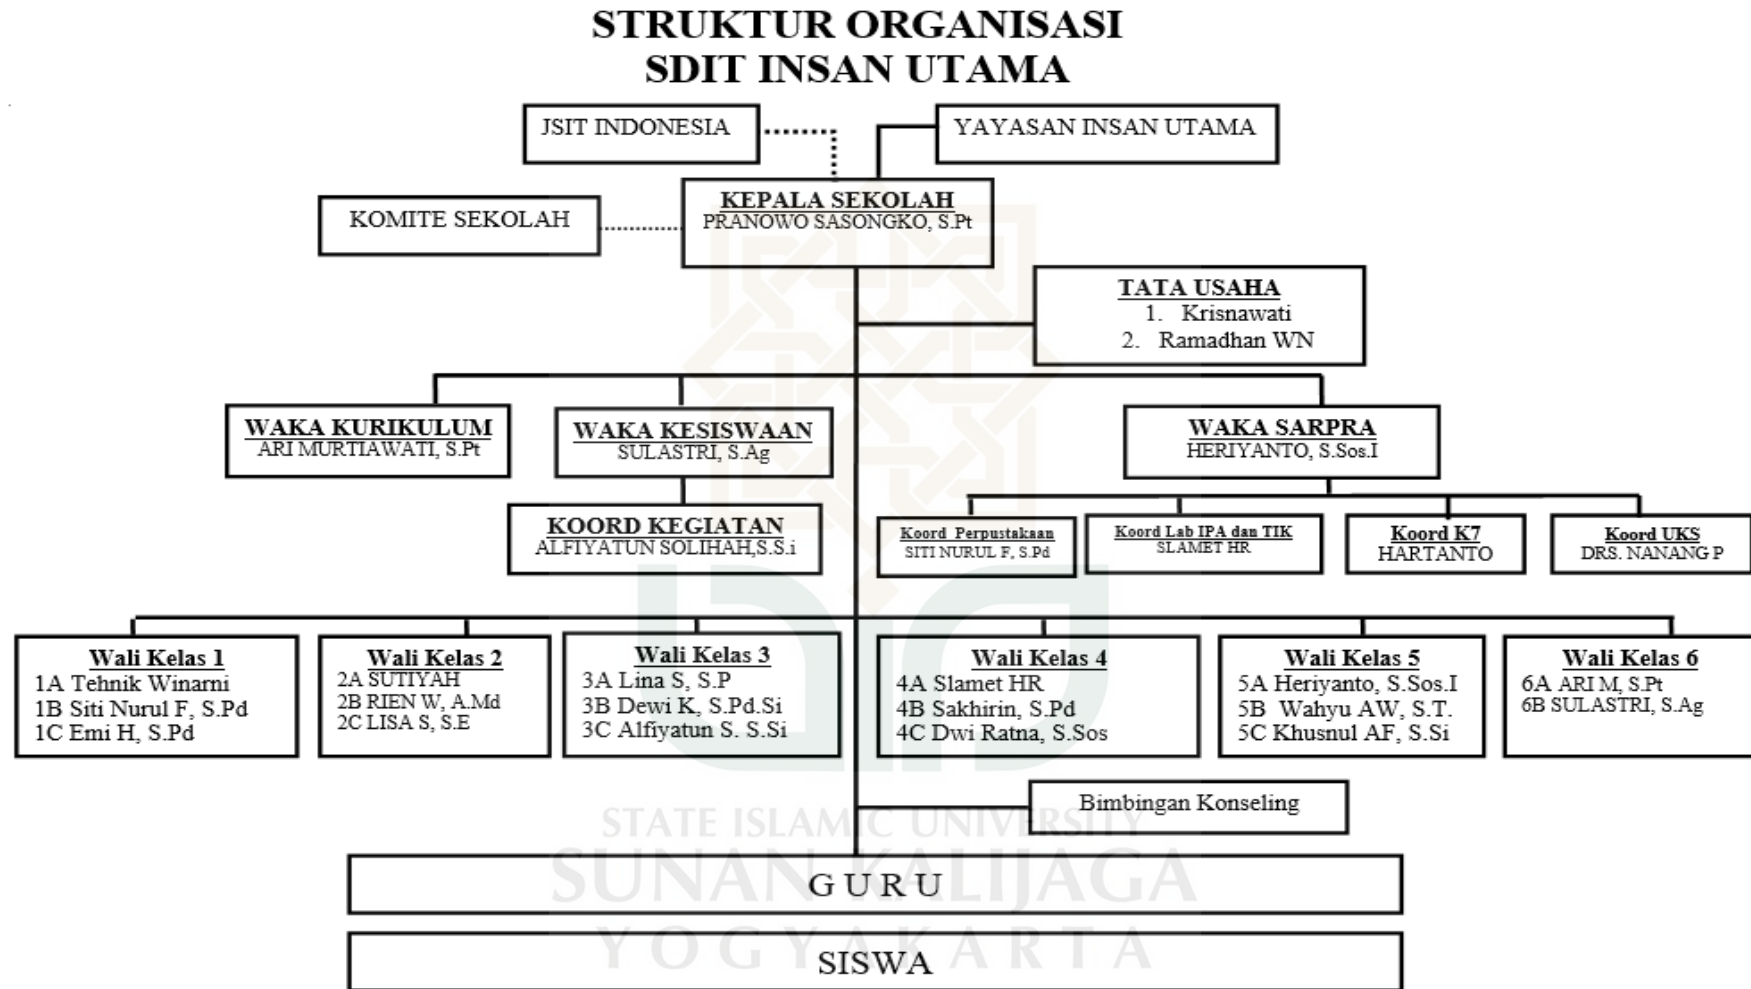 STRUKTUR ORGANISASI
SDIT INSAN UTAMA
JSIT INDONESIA
YAYASAN INSAN UTAMA
KOMITE SEKOLAH
KEPALA SEKOLAH
PRANOWO SASONGKO, S.Pt
TATA USAHA
1. Krisnawati
2. Ramadhan WN
WAKA KURIKULUM
ARI MURTIAWATI, S.Pt
WAKA KESISWAAN
SULASTRI, S.Ag
WAKA SARPRA
HERIYANTO, S.Sos.I
KOORD KEGIATAN
ALFIYATUN SOLIHAH,S.S.i
Koord Perpustakaan
SITI NURUL F, S.Pd
Koord Lab IPA dan TIK
SLAMET HR
Koord K7
HARTANTO
Koord UKS
DRS. NANANG P
Wali Kelas 1
1A Tehnik Winarni
1B Siti Nurul F, S.Pd
1C Emi H, S.Pd
Wali Kelas 2
2A SUTIYAH
2B RIEN W, A.Md
2C LISA S, S.E
Wali Kelas 3
3A Lina S, S.P
3B Dewi K, S.Pd.Si
3C Alfiyatun S. S.Si
Wali Kelas 4
4A Slamet HR
4B Sakhirin, S.Pd
4C Dwi Ratna, S.Sos
Wali Kelas 5
5A Heriyanto, S.Sos.I
5B Wahyu AW, S.T.
5C Khusnul AF, S.Si
Wali Kelas 6
6A ARI M, S.Pt
6B SULASTRI, S.Ag
Bimbingan Konseling
STATE ISLAMIC UNIVERSITY
SUNAN KALIJAGA
YOGYAKARTA
G U R U
SISWA